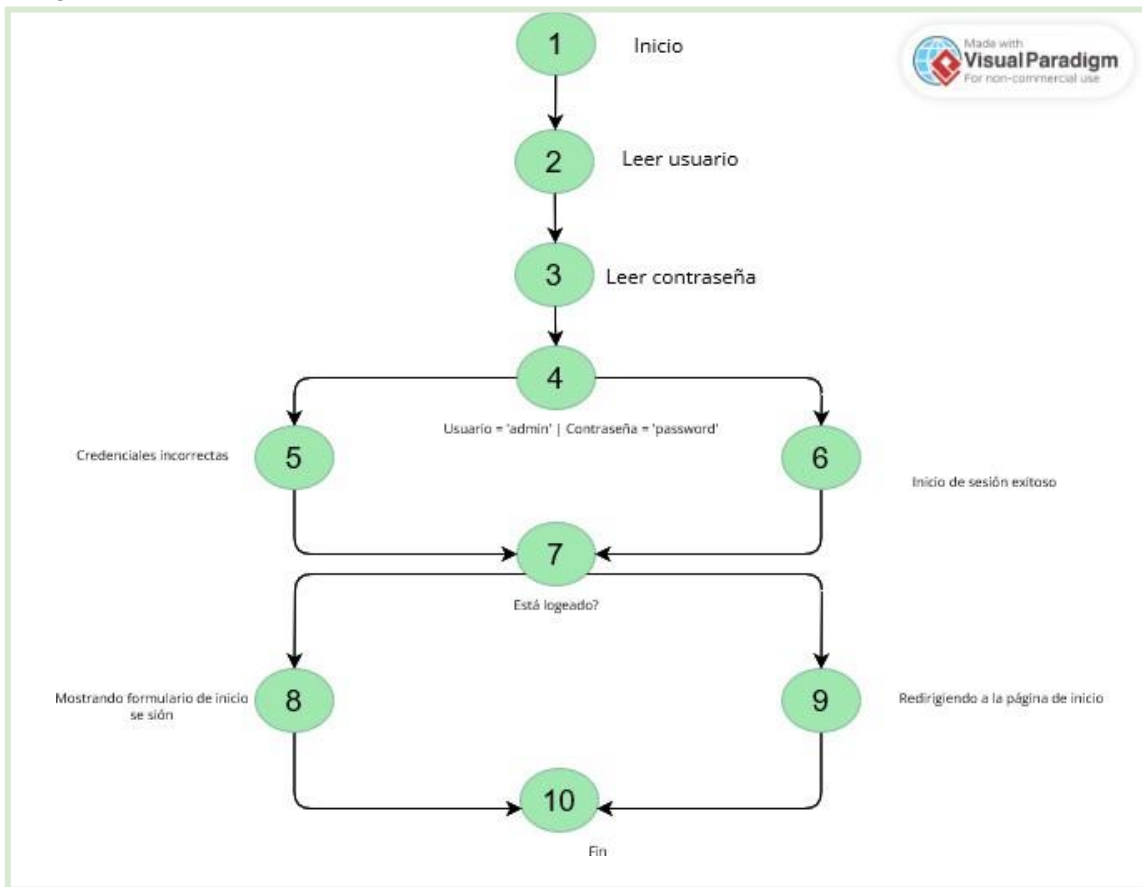 1
Inicio
Made with
Visual Paradigm
For non-commercial use
2
Leer usuario
3
Leer contraseña
4
Usuario = 'admin' | Contraseña = 'password'
Credenciales incorrectas
5
6
Inicio de sesión exitoso
7
Está logeado?
Mostrando formulario de inicio
se sión
8
9
Redirigiendo a la página de inicio
10
Fin